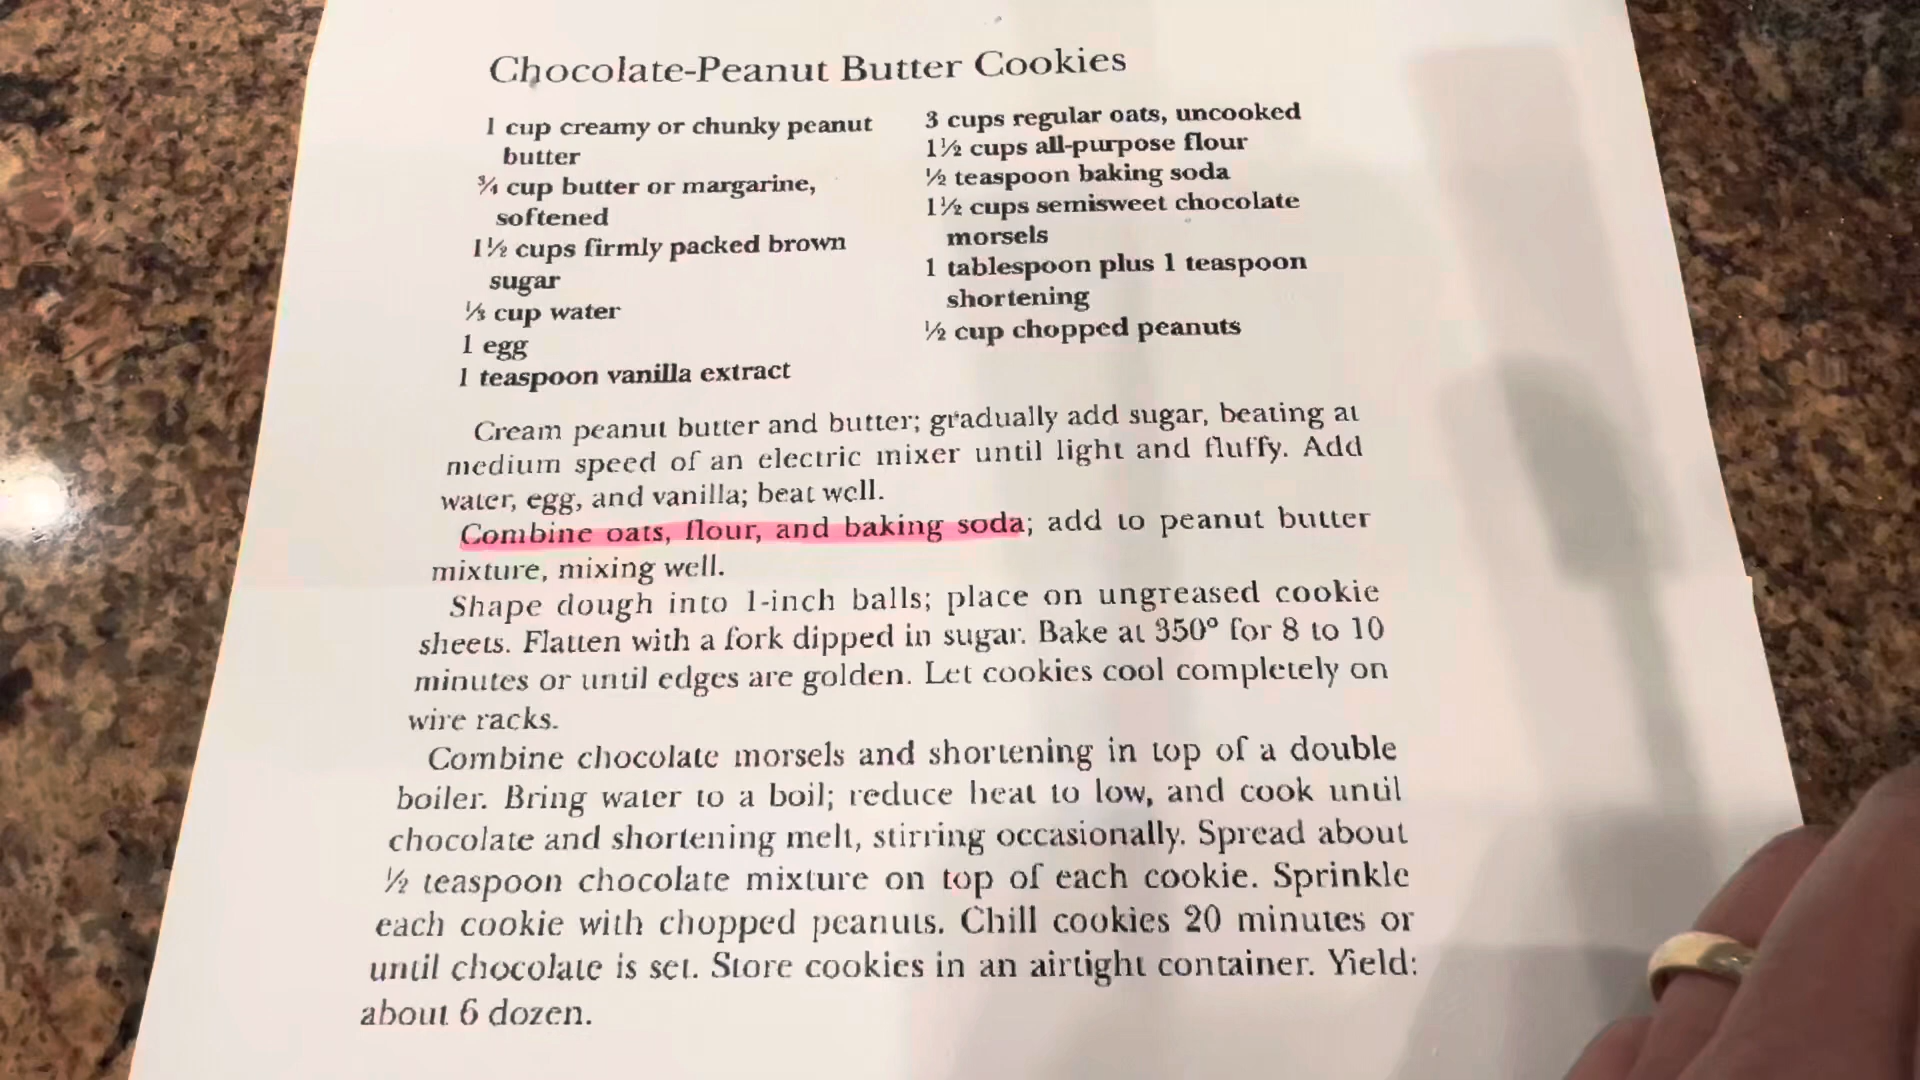 Chocolate-Peanut Butter Cookies
1 cup creamy or chunky peanut
butter
¾ cup butter or margarine,
softened
1½ cups firmly packed brown
sugar
⅓ cup water
1 egg
1 teaspoon vanilla extract
3 cups regular oats, uncooked
1½ cups all-purpose flour
½ teaspoon baking soda
1½ cups semisweet chocolate
morsels
1 tablespoon plus 1 teaspoon
shortening
½ cup chopped peanuts
Cream peanut butter and butter; gradually add sugar, beating at
medium speed of an electric mixer until light and fluffy. Add
water, egg, and vanilla; beat well.
Combine oats, flour, and baking soda; add to peanut butter
mixture, mixing well.
Shape dough into 1-inch balls; place on ungreased cookie
sheets. Flatten with a fork dipped in sugar. Bake at 350° for 8 to 10
minutes or until edges are golden. Let cookies cool completely on
wire racks.
Combine chocolate morsels and shortening in top of a double
boiler. Bring water to a boil; reduce heat to low, and cook until
chocolate and shortening melt, stirring occasionally. Spread about
½ teaspoon chocolate mixture on top of each cookie. Sprinkle
each cookie with chopped peanuts. Chill cookies 20 minutes or
until chocolate is set. Store cookies in an airtight container. Yield:
about 6 dozen.